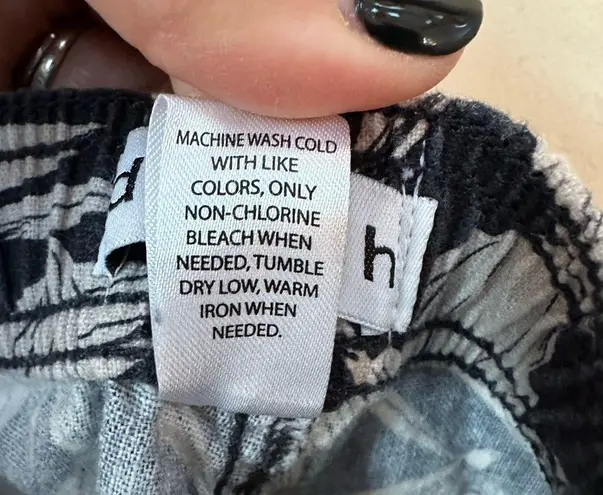 MACHINE WASH COLD
WITH LIKE
COLORS, ONLY
NON-CHLORINE
BLEACH WHEN
NEEDED, TUMBLE
DRY LOW, WARM
IRON WHEN
NEEDED.
d
h